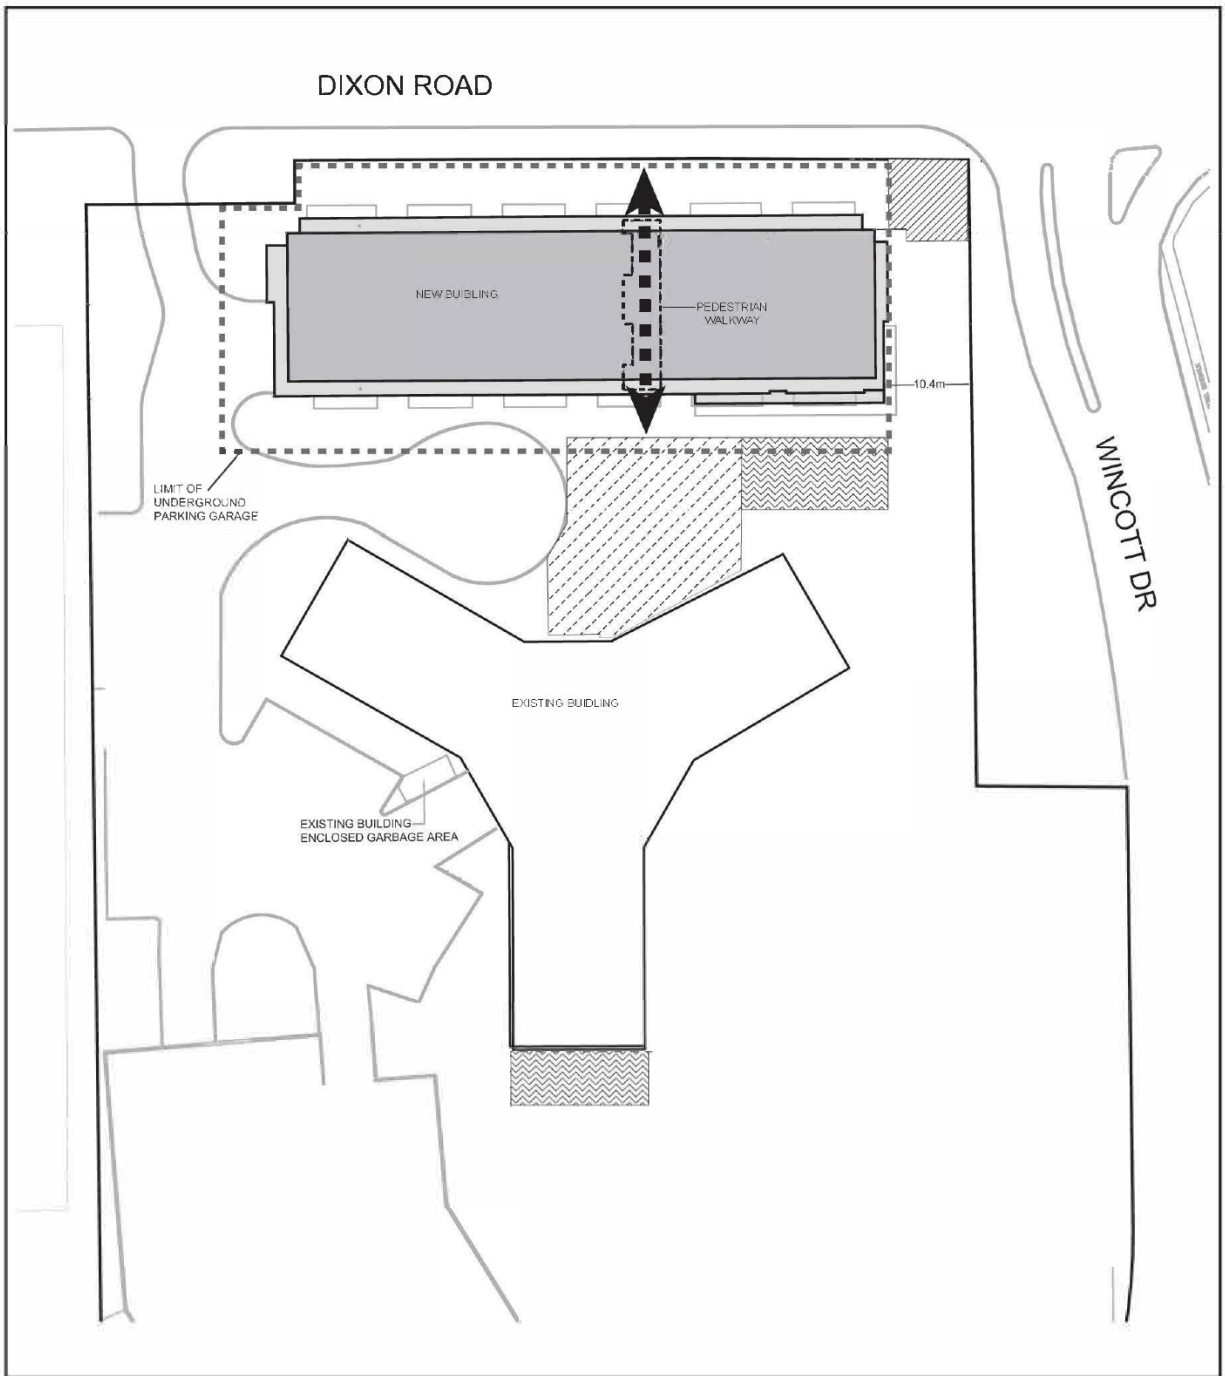 DIXON ROAD
NEW BUIBLING
PEDESTRIAN
WALKWAY
10.4m
WINCOTT DR
LIMIT OF
UNDERGROUND
PARKING GARAGE
EXISTING BUIDLING
EXISTING BUILDING
ENCLOSED GARBAGE AREA